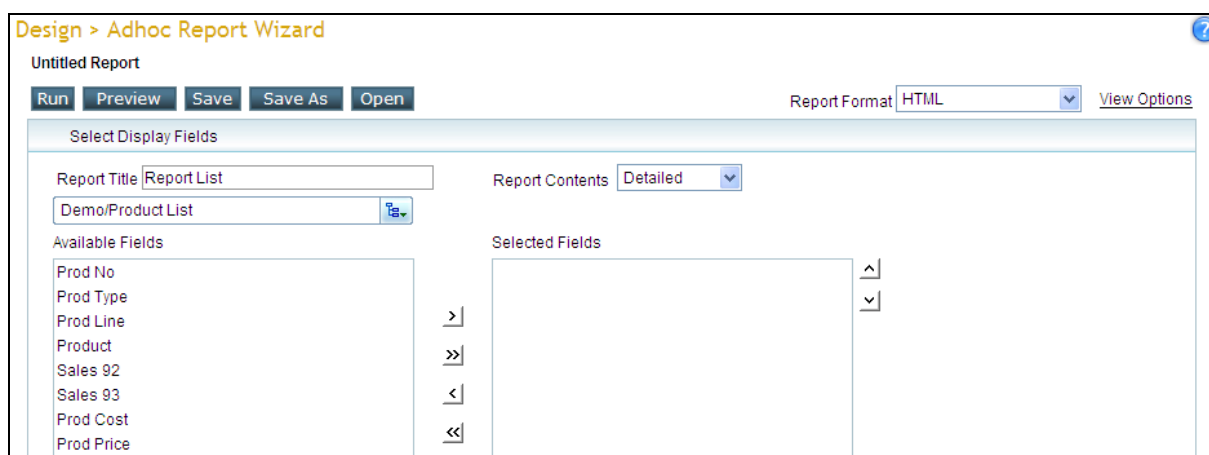 Design > Adhoc Report Wizard
?
Untitled Report
Run Preview Save Save As Open Report Format HTML View Options
Select Display Fields
Report Title Report List Report Contents Detailed
Demo/Product List
Available Fields Selected Fields
Prod No
Prod Type
Prod Line
Product
Sales 92
Sales 93
Prod Cost
Prod Price
>
>>
<
<<